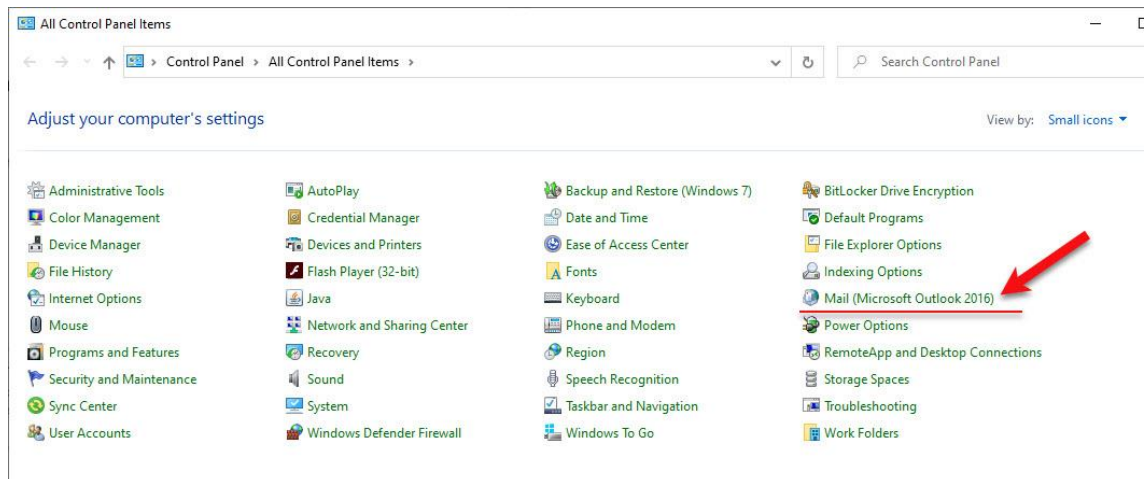 All Control Panel Items
Control Panel > All Control Panel Items >
Search Control Panel
Adjust your computer's settings
View by: Small icons
Administrative Tools
AutoPlay
Backup and Restore (Windows 7)
BitLocker Drive Encryption
Color Management
Credential Manager
Date and Time
Default Programs
Device Manager
Devices and Printers
Ease of Access Center
File Explorer Options
File History
Flash Player (32-bit)
Fonts
Indexing Options
Internet Options
Java
Keyboard
Mail (Microsoft Outlook 2016)
Mouse
Network and Sharing Center
Phone and Modem
Power Options
Programs and Features
Recovery
Region
RemoteApp and Desktop Connections
Security and Maintenance
Sound
Speech Recognition
Storage Spaces
Sync Center
System
Taskbar and Navigation
Troubleshooting
User Accounts
Windows Defender Firewall
Windows To Go
Work Folders